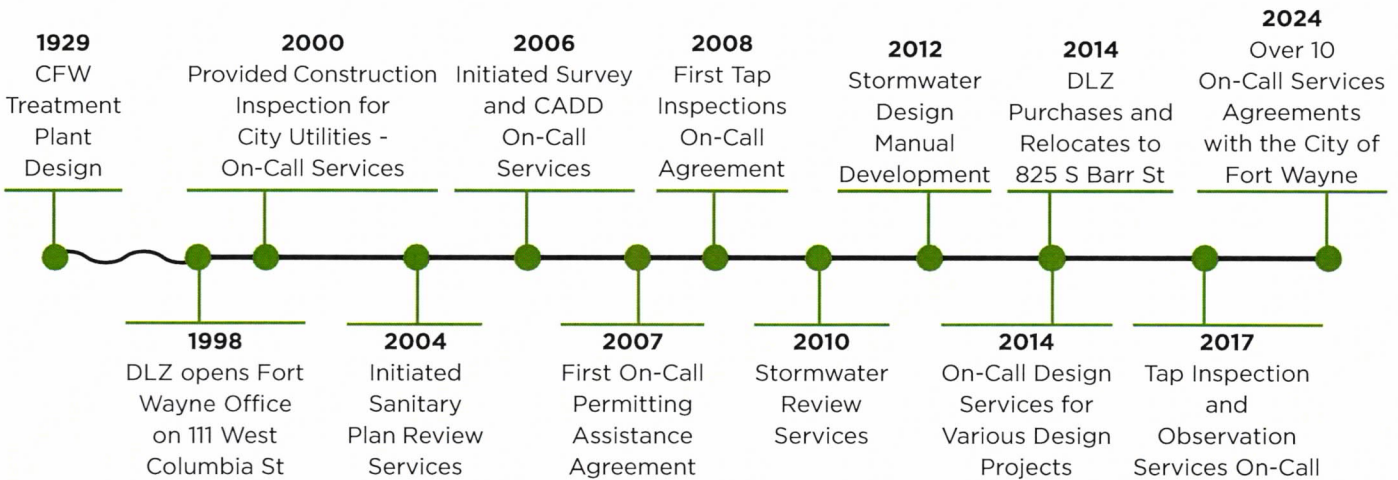 1929
CFW
Treatment
Plant
Design
2000
Provided Construction
Inspection for
City Utilities -
On-Call Services
2006
Initiated Survey
and CADD
On-Call
Services
2008
First Tap
Inspections
On-Call
Agreement
2012
Stormwater
Design
Manual
Development
2014
DLZ
Purchases and
Relocates to
825 S Barr St
2024
Over 10
On-Call Services
Agreements
with the City of
Fort Wayne
1998
DLZ opens Fort
Wayne Office
on 111 West
Columbia St
2004
Initiated
Sanitary
Plan Review
Services
2007
First On-Call
Permitting
Assistance
Agreement
2010
Stormwater
Review
Services
2014
On-Call Design
Services for
Various Design
Projects
2017
Tap Inspection
and
Observation
Services On-Call